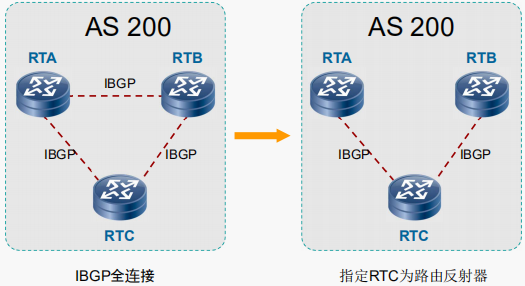 AS 200
RTA
RTB
IBGP
IBGP
IBGP
RTC
IBGP全连接
AS 200
RTA
RTB
IBGP
IBGP
RTC
指定RTC为路由反射器